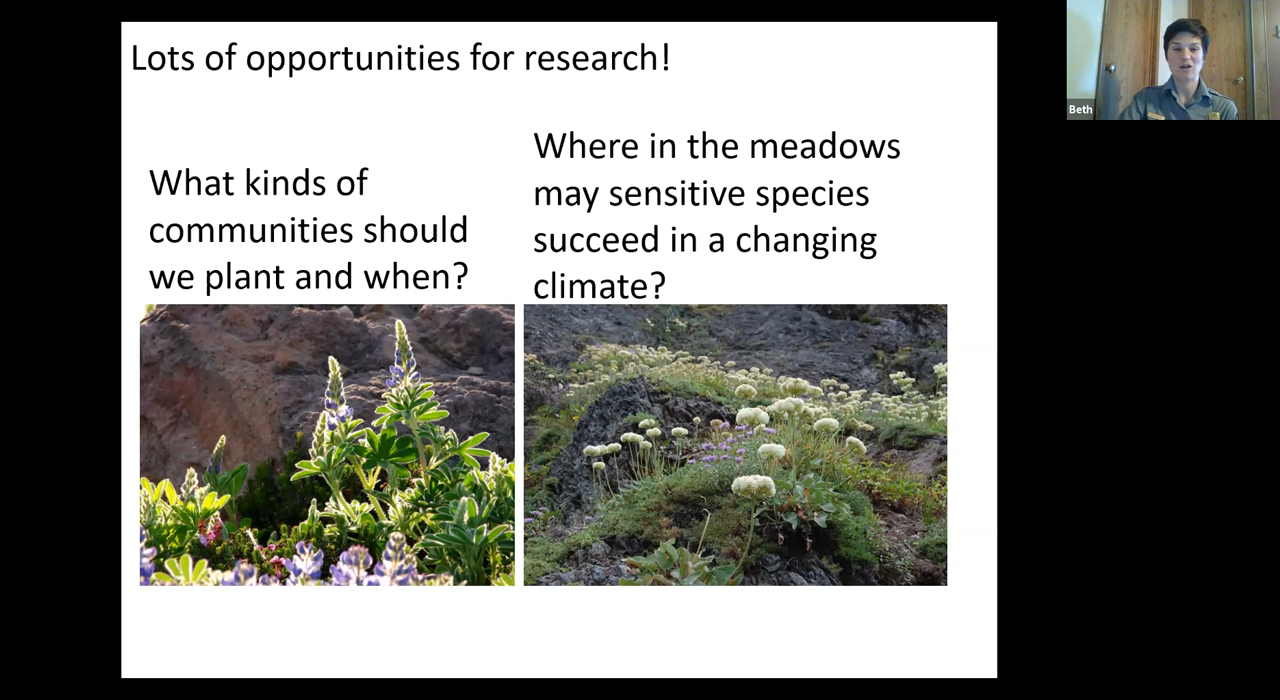 Lots of opportunities for research!
What kinds of
communities should
we plant and when?
Where in the meadows
may sensitive species
succeed in a changing
climate?
Beth